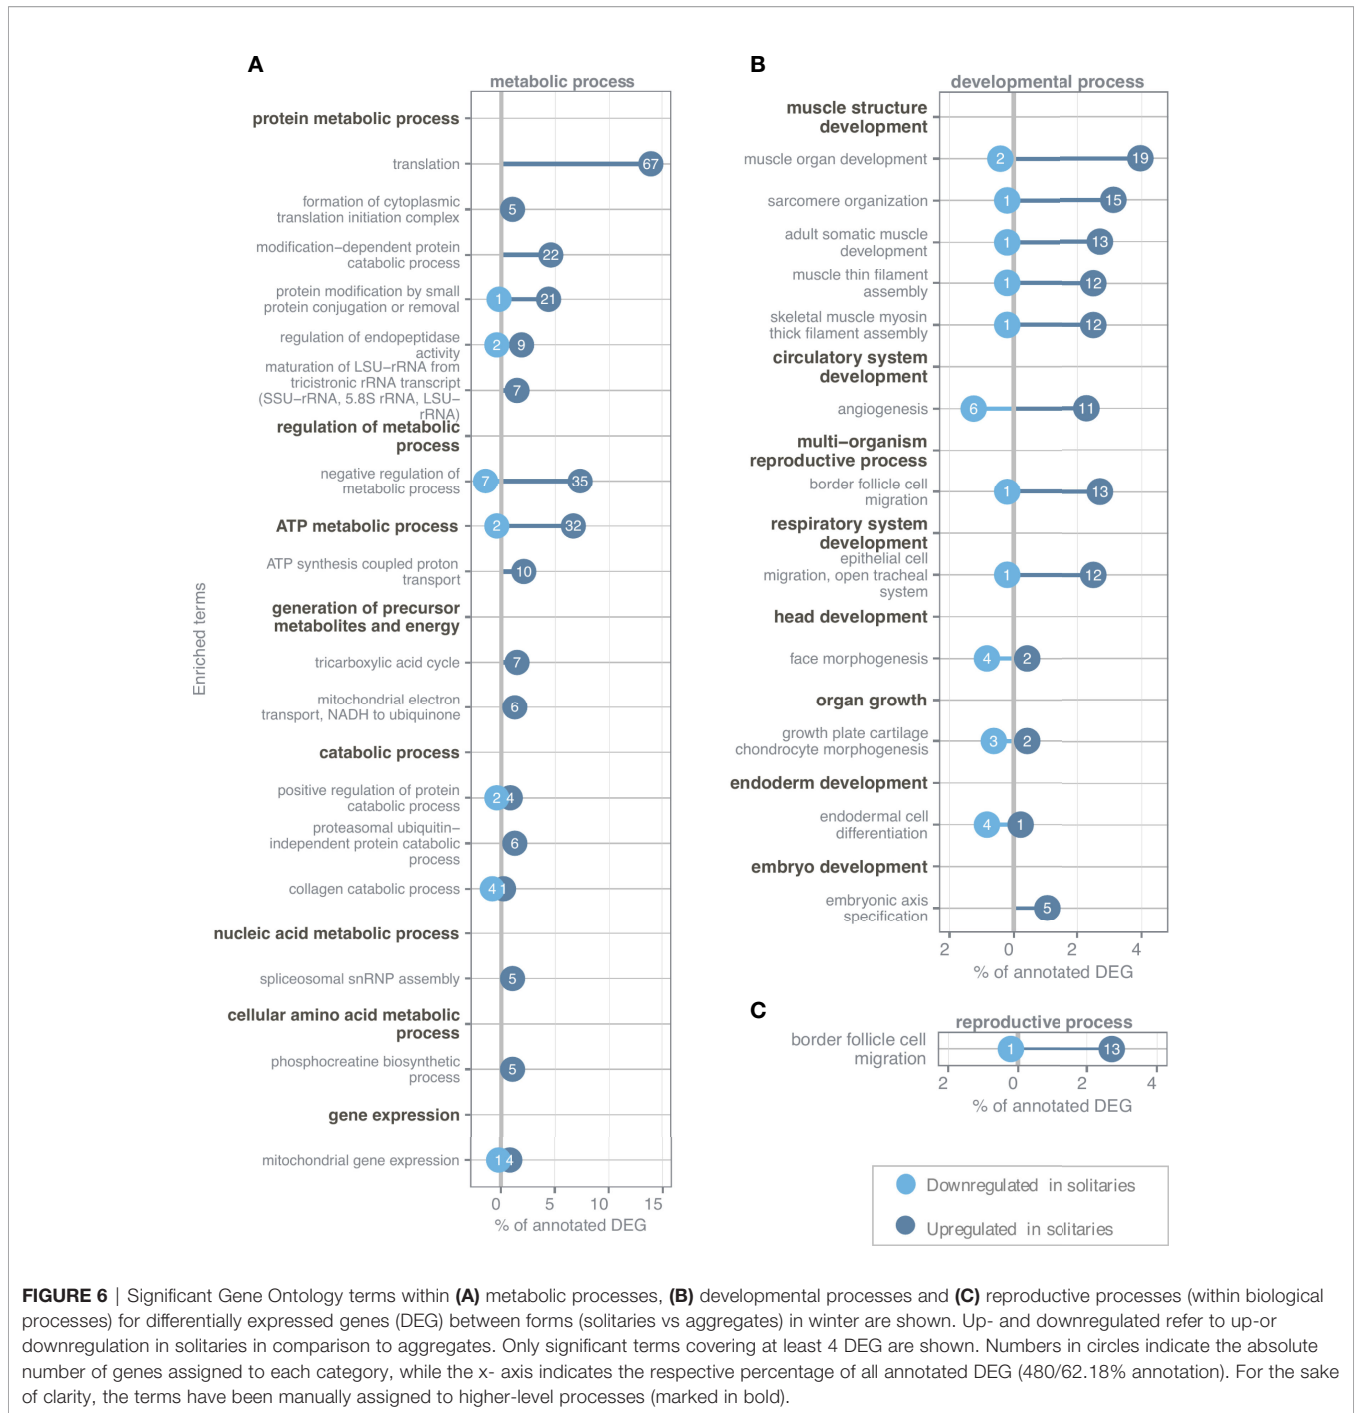 A
metabolic process
protein metabolic process
translation
67
formation of cytoplasmic
translation initiation complex
5
modification−dependent protein
catabolic process
22
protein modification by small
protein conjugation or removal
1
21
regulation of endopeptidase
activity
2
9
maturation of LSU−rRNA from
tricistronic rRNA transcript
(SSU−rRNA, 5.8S rRNA, LSU−
rRNA)
7
regulation of metabolic
process
negative regulation of
metabolic process
7
35
ATP metabolic process
2
32
ATP synthesis coupled proton
transport
10
generation of precursor
metabolites and energy
tricarboxylic acid cycle
7
mitochondrial electron
transport, NADH to ubiquinone
6
catabolic process
positive regulation of protein
catabolic process
2
4
proteasomal ubiquitin−
independent protein catabolic
process
6
collagen catabolic process
4
1
nucleic acid metabolic process
spliceosomal snRNP assembly
5
cellular amino acid metabolic
process
phosphocreatine biosynthetic
process
5
gene expression
mitochondrial gene expression
1
4
0 5 10 15
% of annotated DEG
Enriched terms
B
developmental process
muscle structure
development
muscle organ development
2
19
sarcomere organization
1
15
adult somatic muscle
development
1
13
muscle thin filament
assembly
1
12
skeletal muscle myosin
thick filament assembly
1
12
circulatory system
development
angiogenesis
6
11
multi−organism
reproductive process
border follicle cell
migration
1
13
respiratory system
development
epithelial cell
migration, open tracheal
system
1
12
head development
face morphogenesis
4
2
organ growth
growth plate cartilage
chondrocyte morphogenesis
3
2
endoderm development
endodermal cell
differentiation
4
1
embryo development
embryonic axis
specification
5
2 0 2 4
% of annotated DEG
C
reproductive process
border follicle cell
migration
1
13
2 0 2 4
% of annotated DEG
Downregulated in solitaries
Upregulated in solitaries
FIGURE 6 | Significant Gene Ontology terms within (A) metabolic processes, (B) developmental processes and (C) reproductive processes (within biological
processes) for differentially expressed genes (DEG) between forms (solitaries vs aggregates) in winter are shown. Up- and downregulated refer to up-or
downregulation in solitaries in comparison to aggregates. Only significant terms covering at least 4 DEG are shown. Numbers in circles indicate the absolute
number of genes assigned to each category, while the x- axis indicates the respective percentage of all annotated DEG (480/62.18% annotation). For the sake
of clarity, the terms have been manually assigned to higher-level processes (marked in bold).